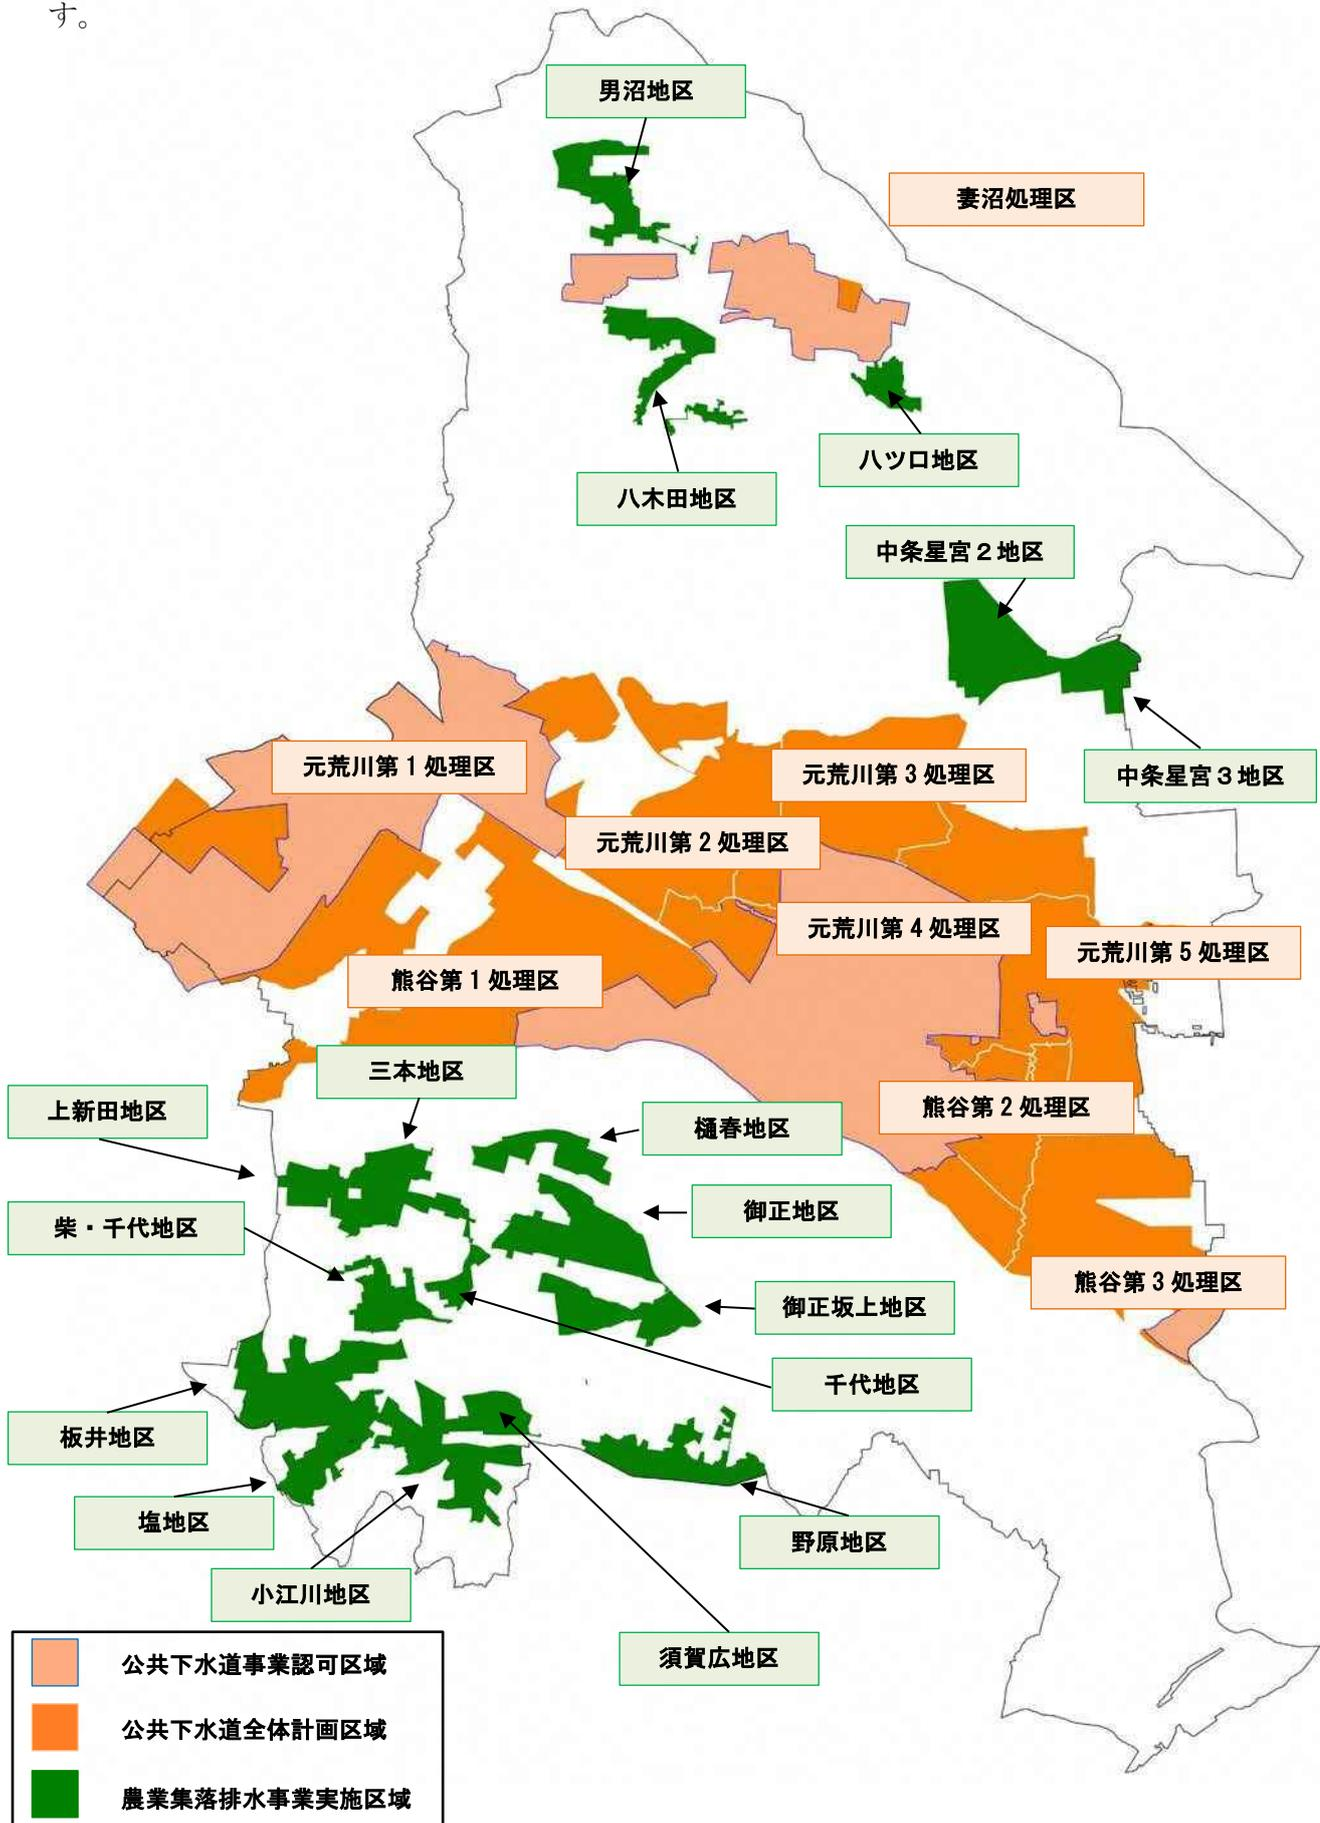 す。
男沼地区
妻沼処理区
八ツ口地区
八木田地区
中条星宮２地区
中条星宮３地区
元荒川第１処理区
元荒川第３処理区
元荒川第２処理区
元荒川第４処理区
元荒川第５処理区
熊谷第１処理区
三本地区
上新田地区
樋春地区
熊谷第２処理区
柴・千代地区
御正地区
熊谷第３処理区
御正坂上地区
千代地区
板井地区
塩地区
野原地区
小江川地区
須賀広地区
公共下水道事業認可区域
公共下水道全体計画区域
農業集落排水事業実施区域